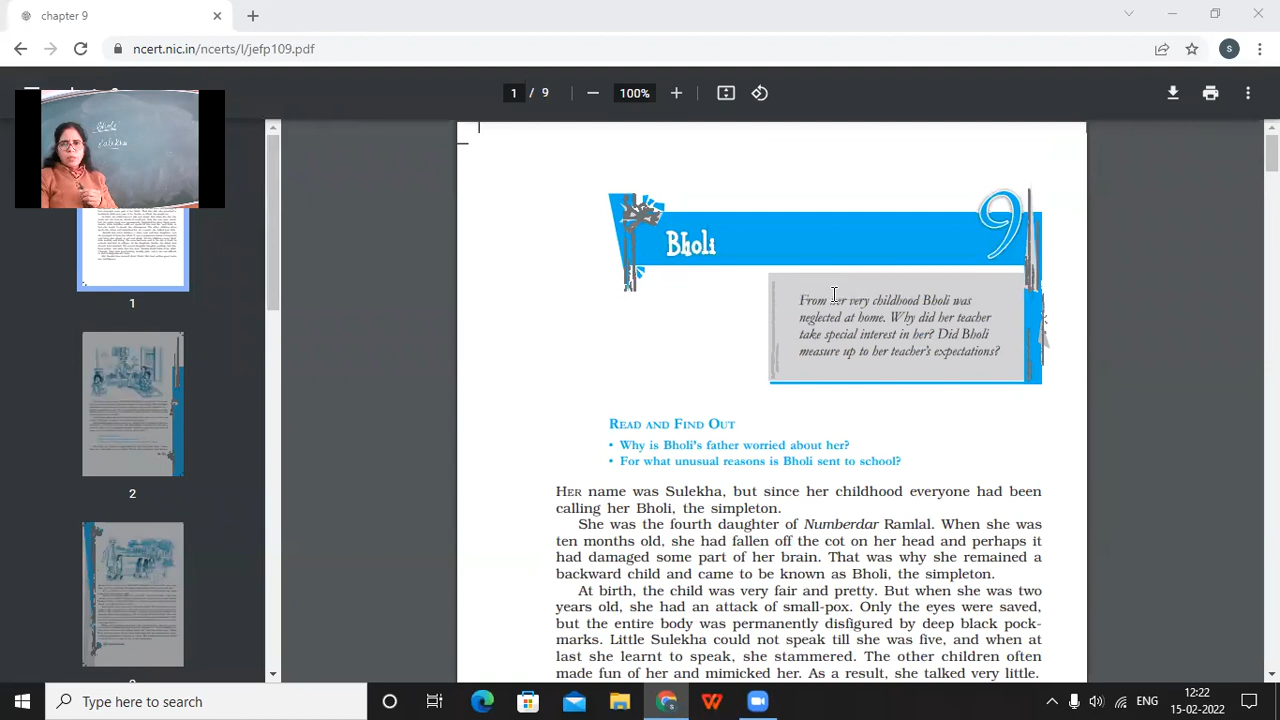 chapter 9
ncert.nic.in/ncerts/l/jefp109.pdf
S
1 / 9
100%
Bholi
Sulekha
1
2
Bholi
9
From her very childhood Bholi was
neglected at home. Why did her teacher
take special interest in her? Did Bholi
measure up to her teacher's expectations?
READ AND FIND OUT
• Why is Bholi's father worried about her?
• For what unusual reasons is Bholi sent to school?
HER name was Sulekha, but since her childhood everyone had been
calling her Bholi, the simpleton.
She was the fourth daughter of Numberdar Ramlal. When she was
ten months old, she had fallen off the cot on her head and perhaps it
had damaged some part of her brain. That was why she remained a
backward child and came to be known as Bholi, the simpleton.
At birth, the child was very fair and pretty. But when she was two
years old, she had an attack of small-pox. Only the eyes were saved,
but the entire body was permanently disfigured by deep black pock-
marks. Little Sulekha could not speak till she was five, and when at
last she learnt to speak, she stammered. The other children often
made fun of her and mimicked her. As a result, she talked very little.
Type here to search
ENG
12:22
15-02-2022